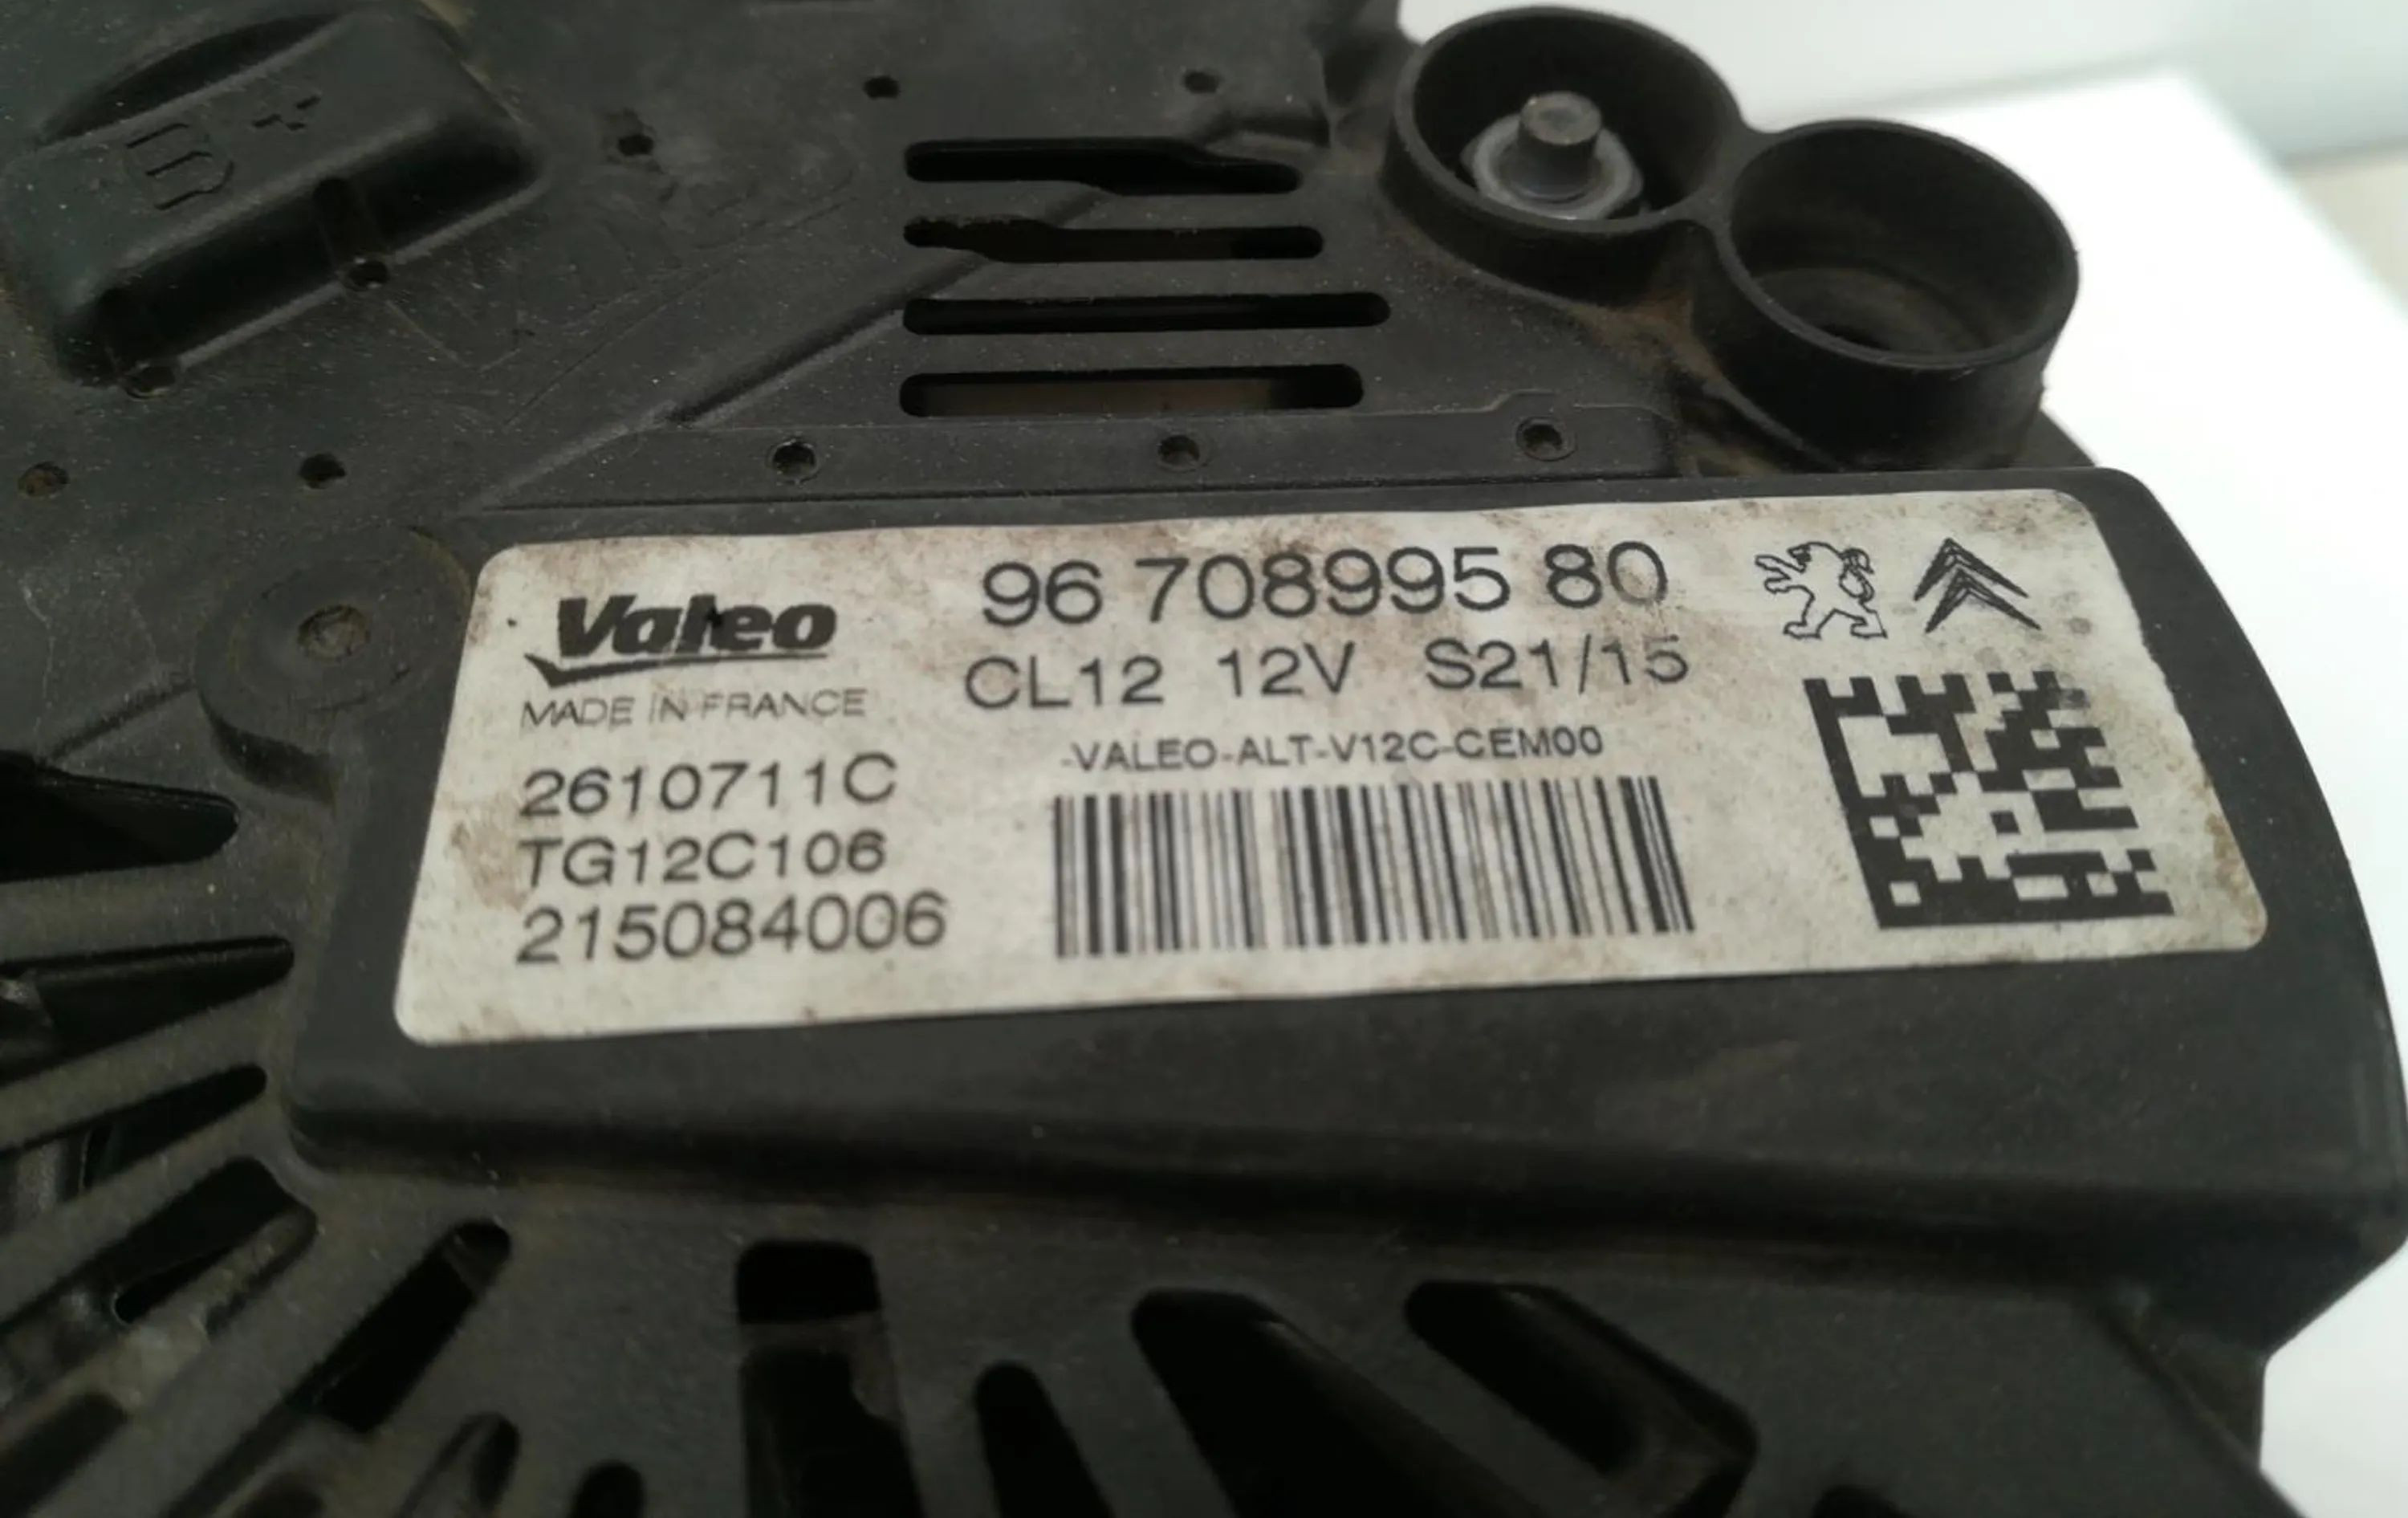 B+
Valeo
MADE IN FRANCE
2610711C
TG12C106
215084006
96 708995 80
CL12 12V S21/15
-VALEO-ALT-V12C-CEM00